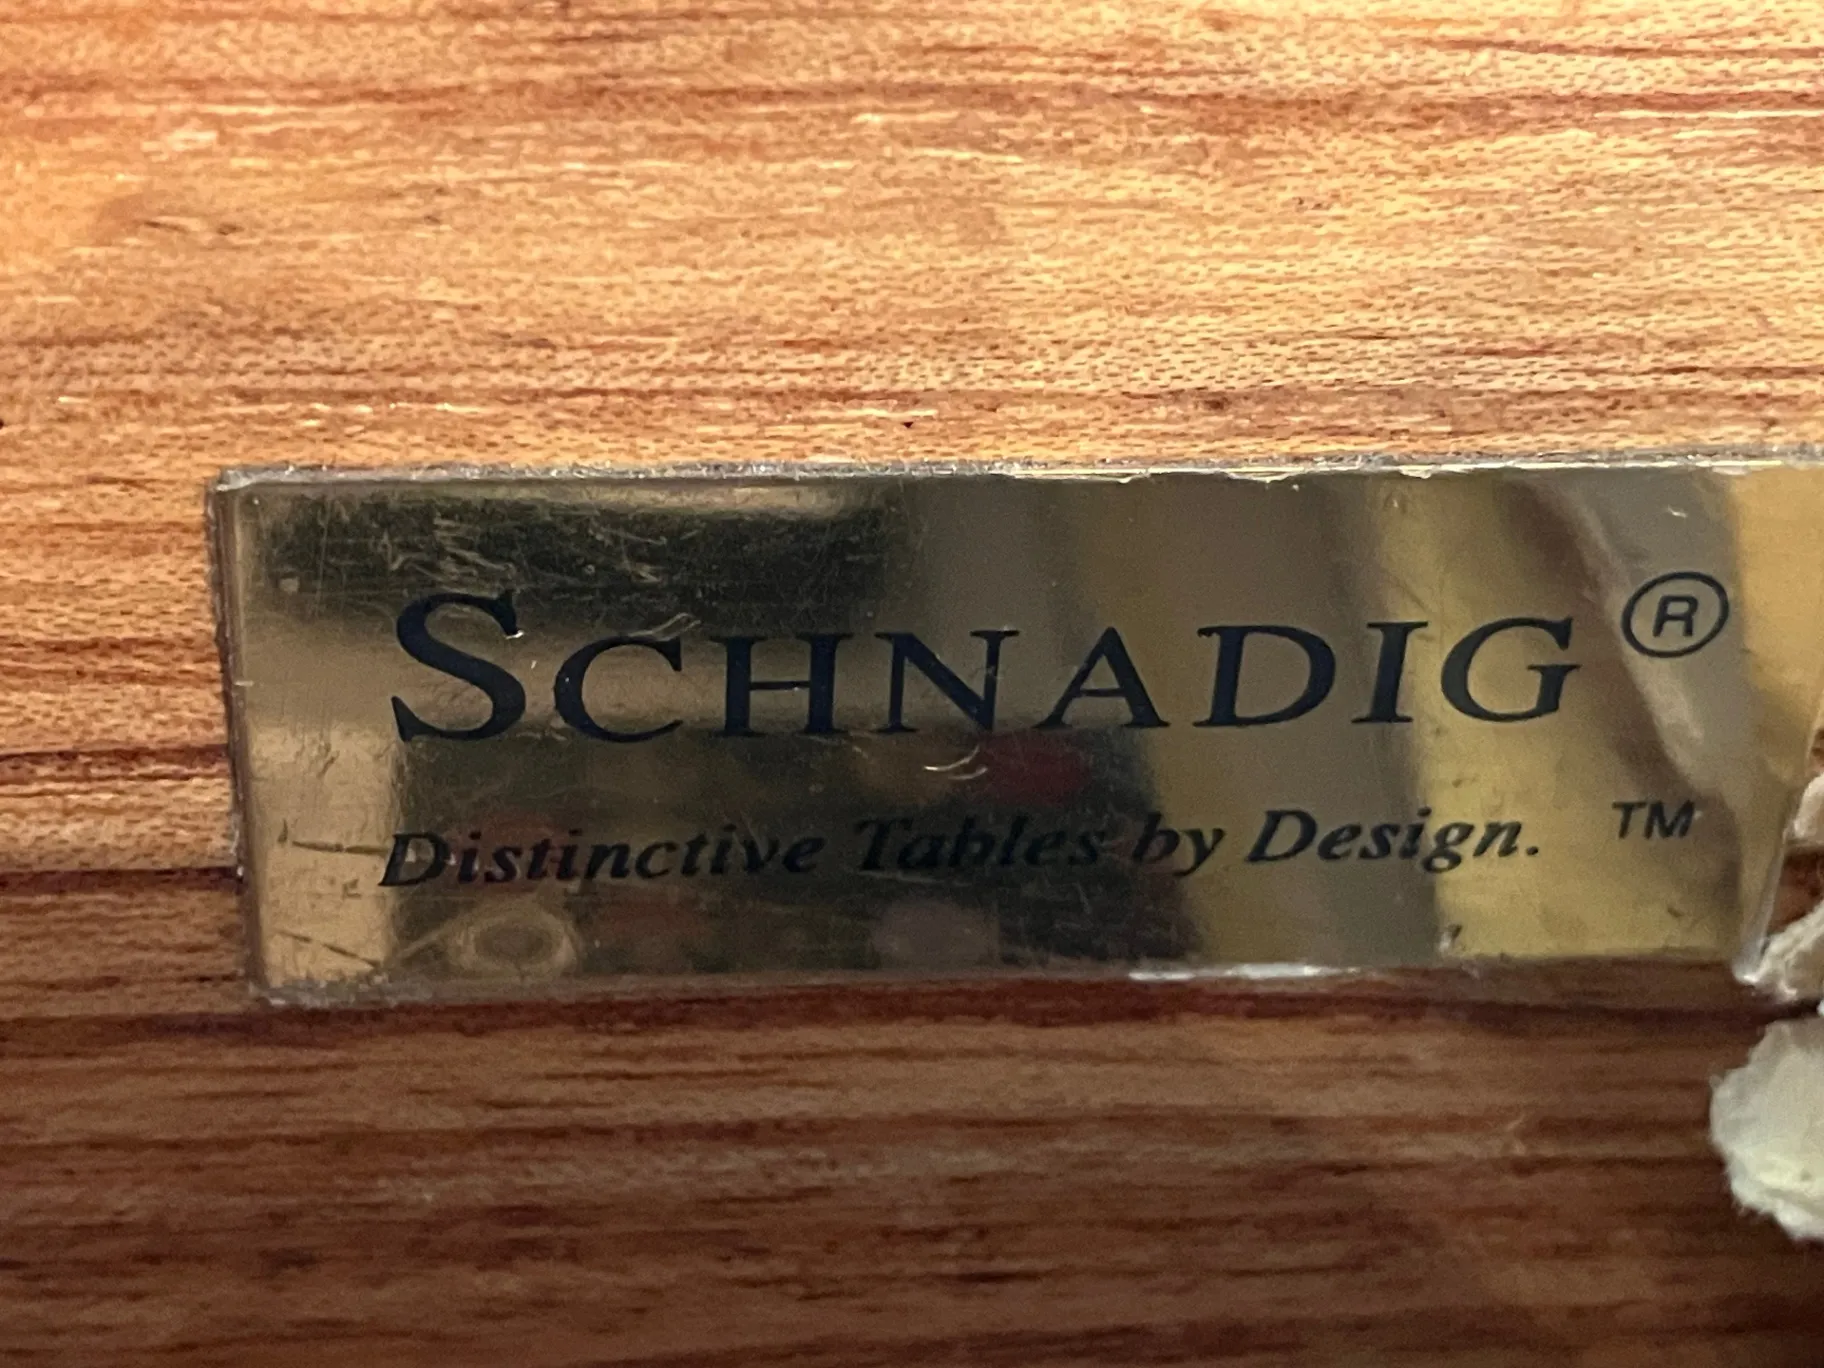 SCHNADIG®
Distinctive Tables by Design. ™